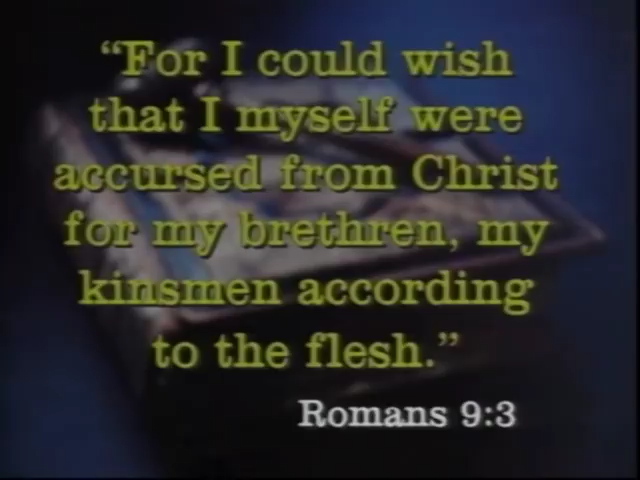 “For I could wish
that I myself were
accursed from Christ
for my brethren, my
kinsmen according
to the flesh.”
Romans 9:3